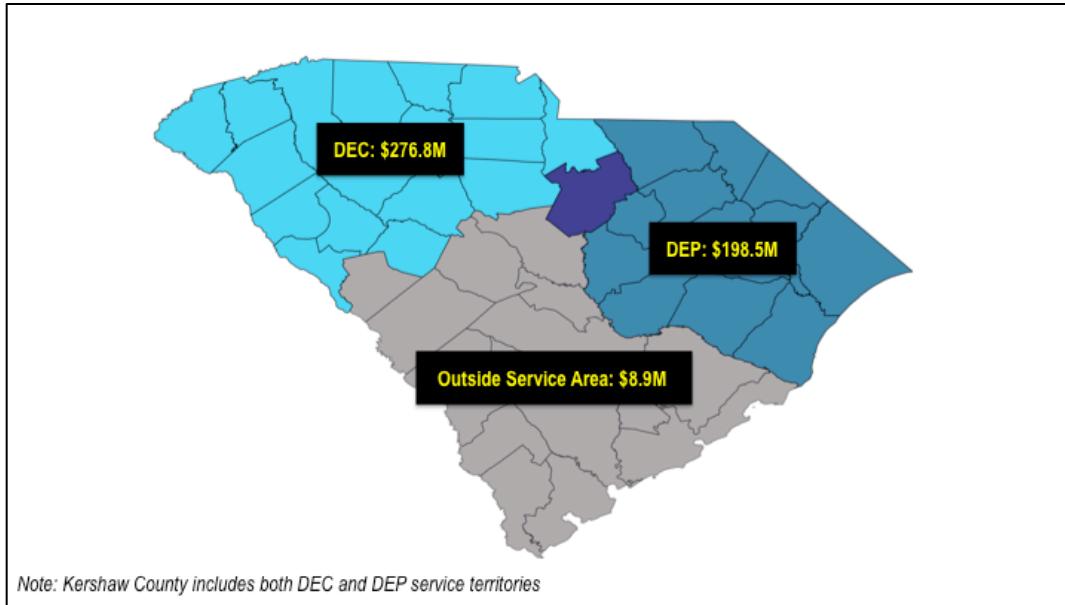 DEC: $276.8M
DEP: $198.5M
Outside Service Area: $8.9M
Note: Kershaw County includes both DEC and DEP service territories